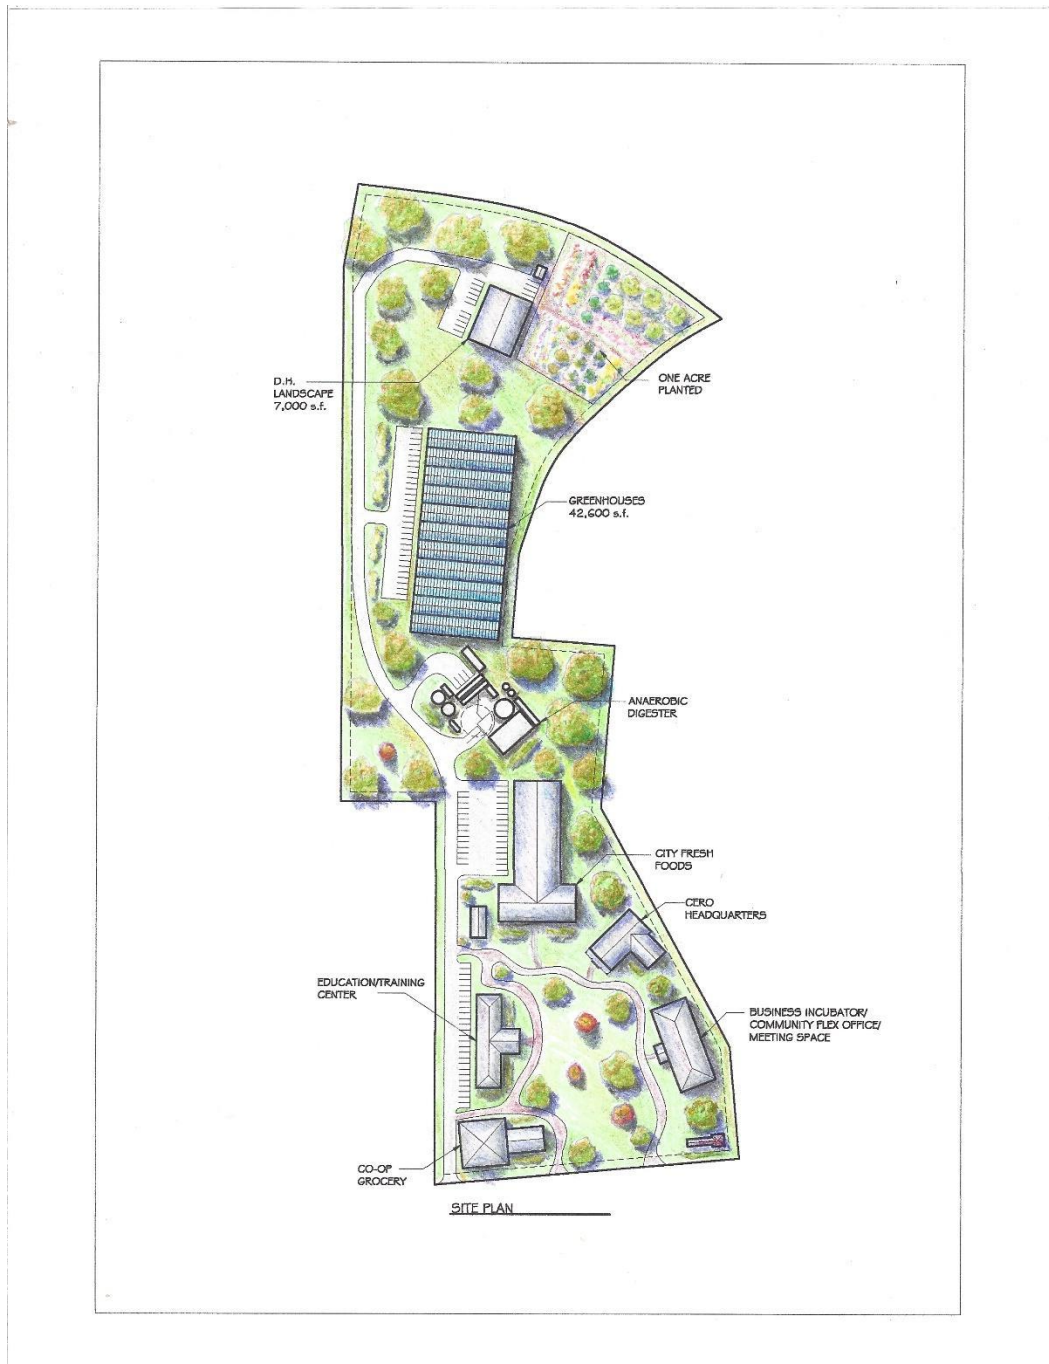 D.H.
LANDSCAPE
7,000 s.f.
ONE ACRE
PLANTED
GREENHOUSES
42,600 s.f.
ANAEROBIC
DIGESTER
CITY FRESH
FOODS
CERO
HEADQUARTERS
EDUCATION/TRAINING
CENTER
BUSINESS INCUBATOR/
COMMUNITY FLEX OFFICE/
MEETING SPACE
CO-OP
GROCERY
SITE PLAN